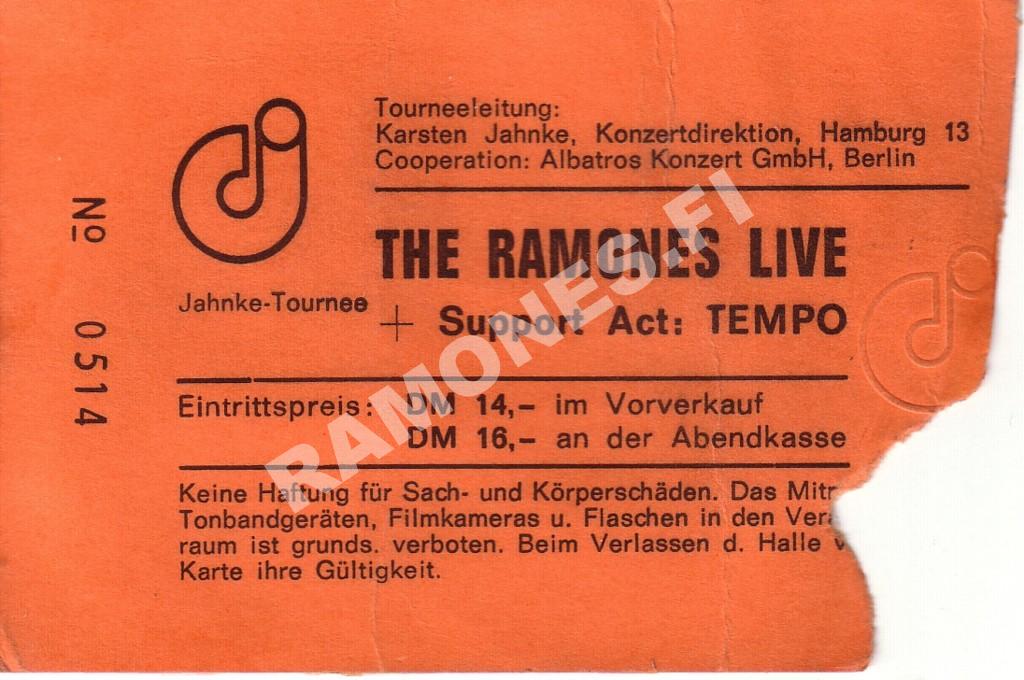 Tourneeleitung:
Karsten Jahnke, Konzertdirektion, Hamburg 13
Cooperation: Albatros Konzert GmbH, Berlin
Nº 0514
Jahnke-Tournee
THE RAMONES LIVE
+ Support Act: TEMPO
Eintrittspreis: DM 14,– im Vorverkauf
DM 16,– an der Abendkasse
Keine Haftung für Sach- und Körperschäden. Das
Tonbandgeräten, Filmkameras u. Flaschen in den
raum ist grunds. verboten. Beim Verlassen d. Halle
Karte ihre Gültigkeit.
RAMONES.FI